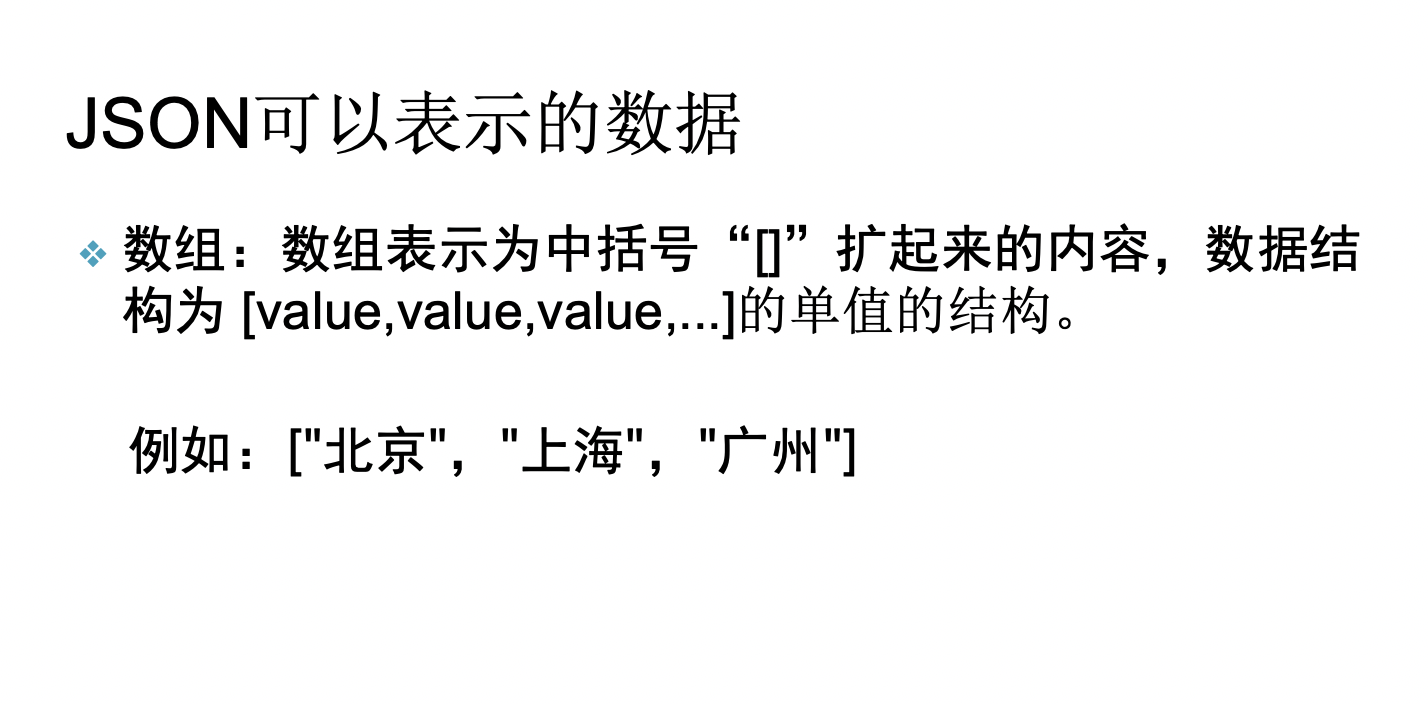 JSON可以表示的数据
数组：数组表示为中括号“[]”扩起来的内容，数据结
构为 [value,value,value,...]的单值的结构。
例如：["北京"，"上海"，"广州"]